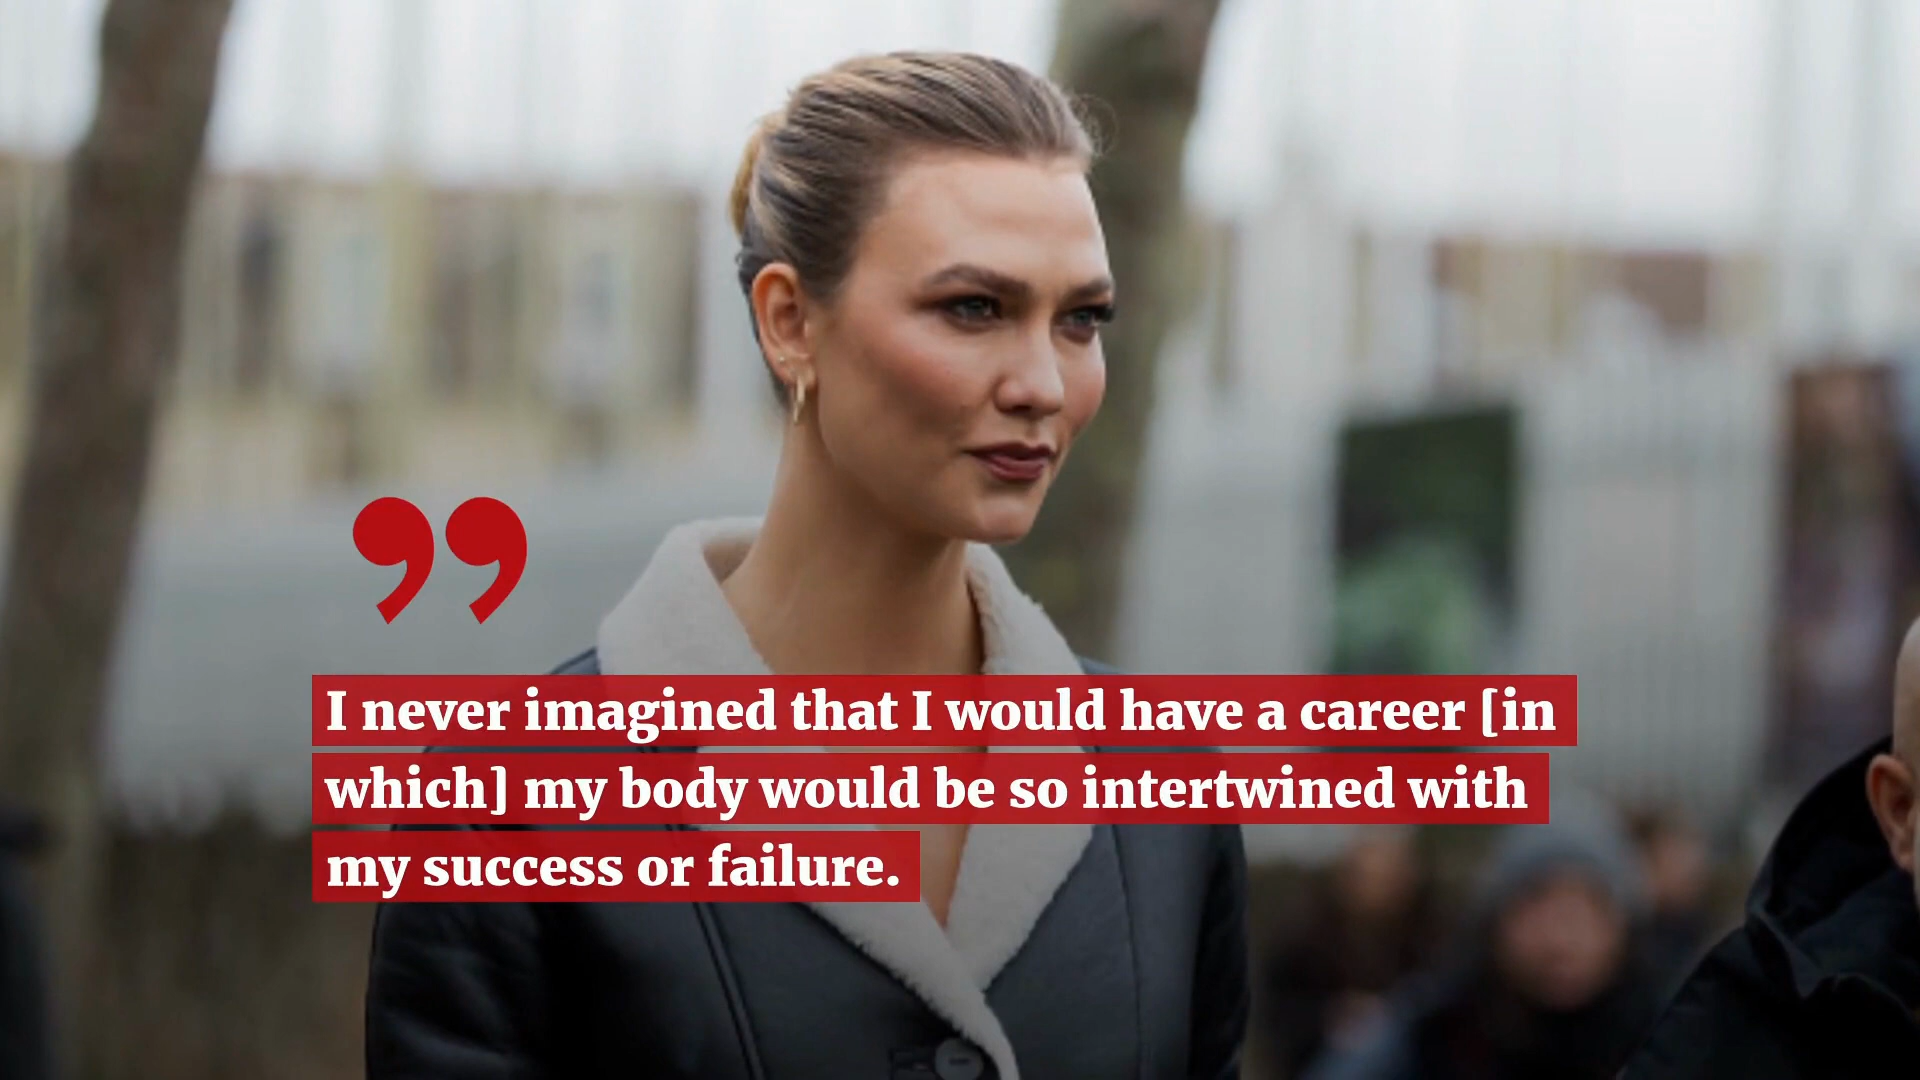 ”
I never imagined that I would have a career [in
which] my body would be so intertwined with
my success or failure.